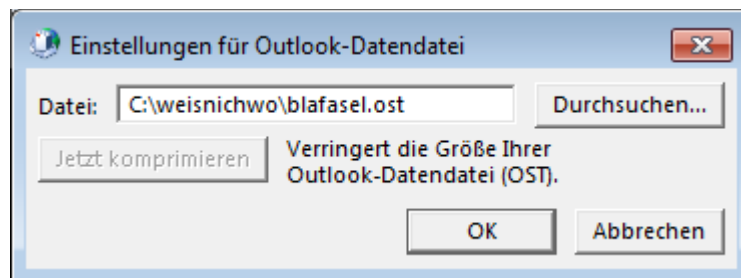 Einstellungen für Outlook-Datendatei
Datei: C:\weisnichwo\blafasel.ost Durchsuchen...
Jetzt komprimieren Verringert die Größe Ihrer
Outlook-Datendatei (OST).
OK Abbrechen